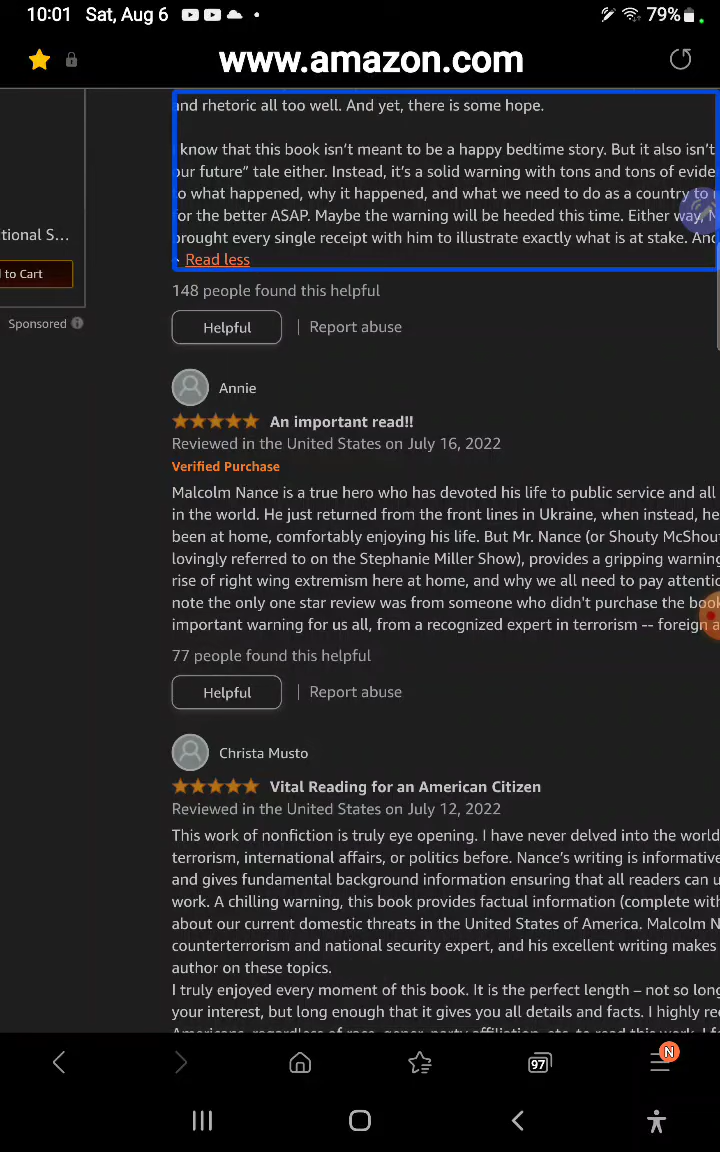 10:01 Sat, Aug 6
79%
www.amazon.com
and rhetoric all too well. And yet, there is some hope.
know that this book isn't meant to be a happy bedtime story. But it also isn't
our future” tale either. Instead, it's a solid warning with tons and tons of evide
o what happened, why it happened, and what we need to do as a country to
for the better ASAP. Maybe the warning will be heeded this time. Either way, N
brought every single receipt with him to illustrate exactly what is at stake. And
Read less
148 people found this helpful
Helpful | Report abuse
tional S...
to Cart
Sponsored
Annie
An important read!!
Reviewed in the United States on July 16, 2022
Verified Purchase
Malcolm Nance is a true hero who has devoted his life to public service and all
in the world. He just returned from the front lines in Ukraine, when instead, he
been at home, comfortably enjoying his life. But Mr. Nance (or Shouty McShou
lovingly referred to on the Stephanie Miller Show), provides a gripping warning
rise of right wing extremism here at home, and why we all need to pay attentio
note the only one star review was from someone who didn't purchase the book
important warning for us all, from a recognized expert in terrorism -- foreign a
77 people found this helpful
Helpful | Report abuse
Christa Musto
Vital Reading for an American Citizen
Reviewed in the United States on July 12, 2022
This work of nonfiction is truly eye opening. I have never delved into the world
terrorism, international affairs, or politics before. Nance's writing is informative
and gives fundamental background information ensuring that all readers can u
work. A chilling warning, this book provides factual information (complete with
about our current domestic threats in the United States of America. Malcolm N
counterterrorism and national security expert, and his excellent writing makes
author on these topics.
I truly enjoyed every moment of this book. It is the perfect length – not so long
your interest, but long enough that it gives you all details and facts. I highly re
97
N